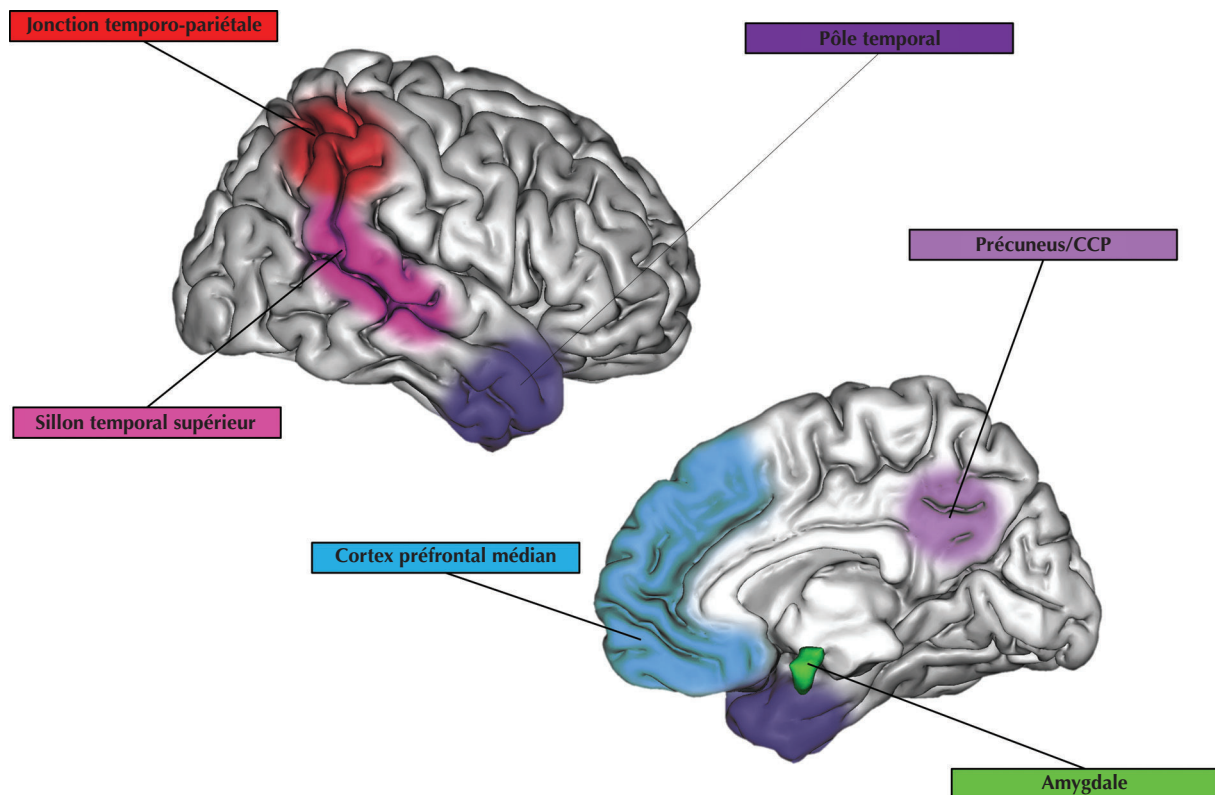 Jonction temporo-pariétale
Pôle temporal
Précuneus/CCP
Sillon temporal supérieur
Cortex préfrontal médian
Amygdale